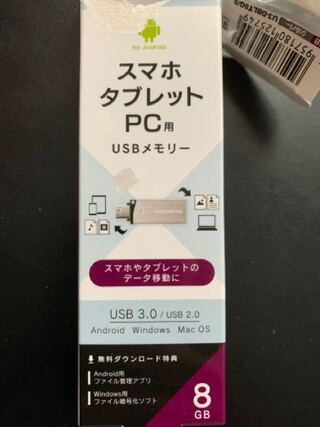 for Android
スマホ
タブレット
PC用
USBメモリー
スマホやタブレットの
データ移動に
USB 3.0 / USB 2.0
Android Windows Mac OS
無料ダウンロード特典
Android用
ファイル管理アプリ
Windows用
ファイル暗号化ソフト
8
GB